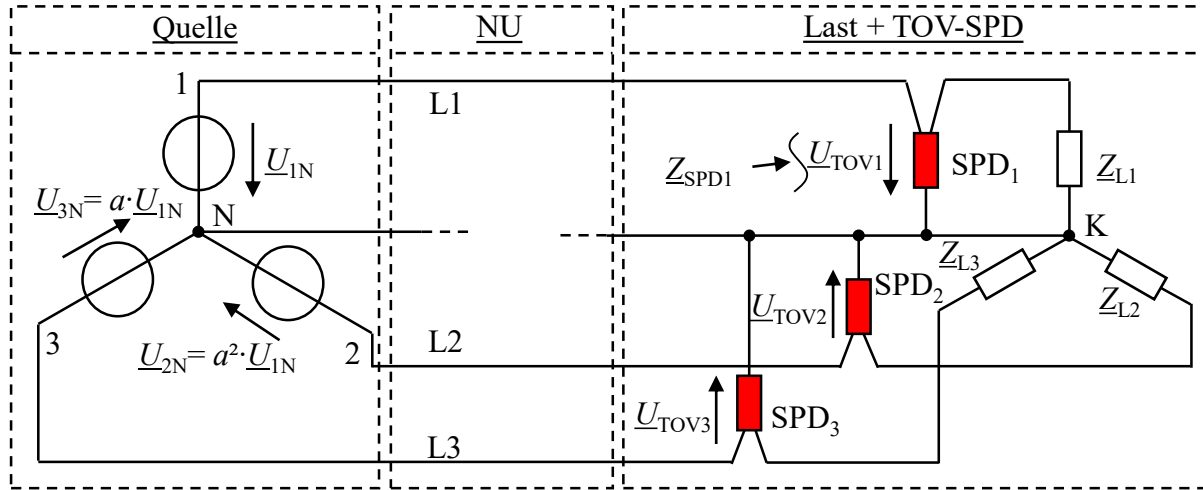 Quelle
NU
Last + TOV-SPD
1
L1
U1N
U3N= a·U1N
N
ZSPD1
UTOV1
SPD1
ZL1
K
ZL3
SPD2
ZL2
UTOV2
3
U2N= a²·U1N
2
L2
UTOV3
SPD3
L3